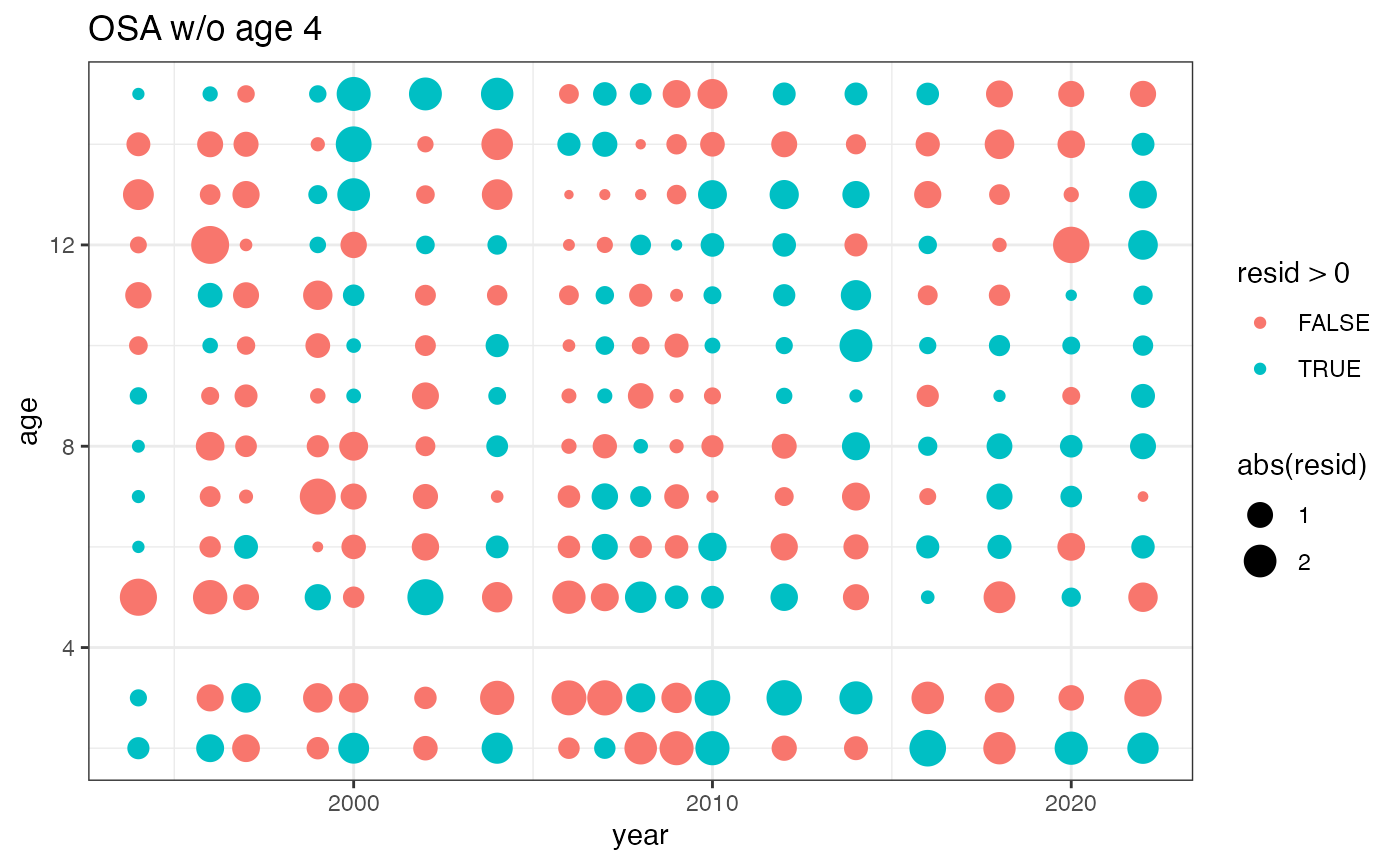 OSA w/o age 4
age
12
8
4
2000
2010
2020
year
resid > 0
FALSE
TRUE
abs(resid)
1
2